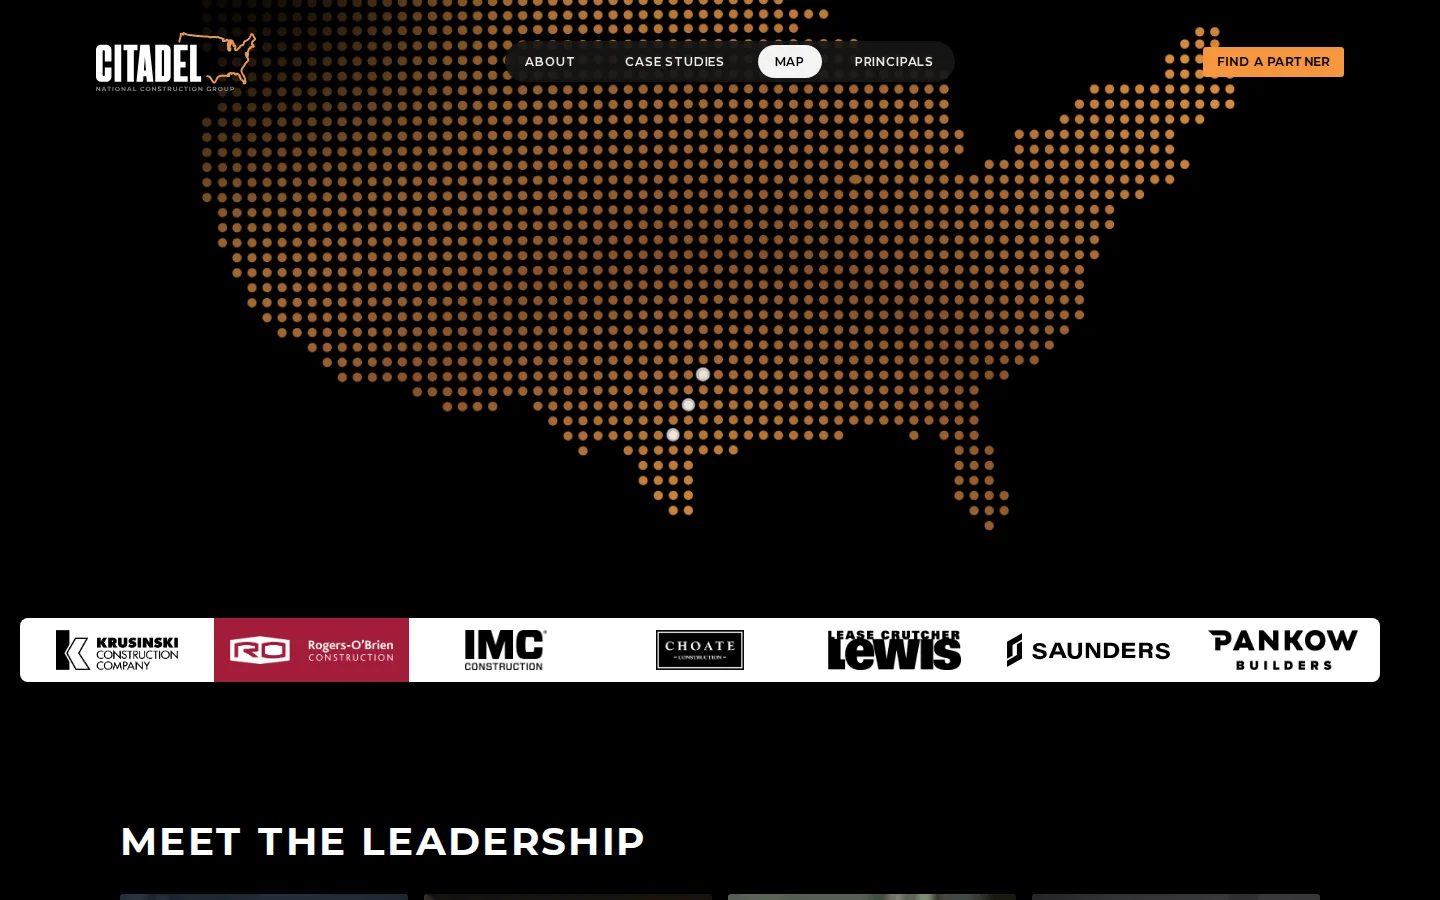 CITADEL
NATIONAL CONSTRUCTION GROUP
ABOUT
CASE STUDIES
MAP
PRINCIPALS
FIND A PARTNER
KRUSINSKI
CONSTRUCTION
COMPANY
RO
Rogers-O'Brien
CONSTRUCTION
IMC
CONSTRUCTION
CHOATE
CONSTRUCTION
LEASE CRUTCHER
Lewis
SAUNDERS
PANKOW
BUILDERS
MEET THE LEADERSHIP